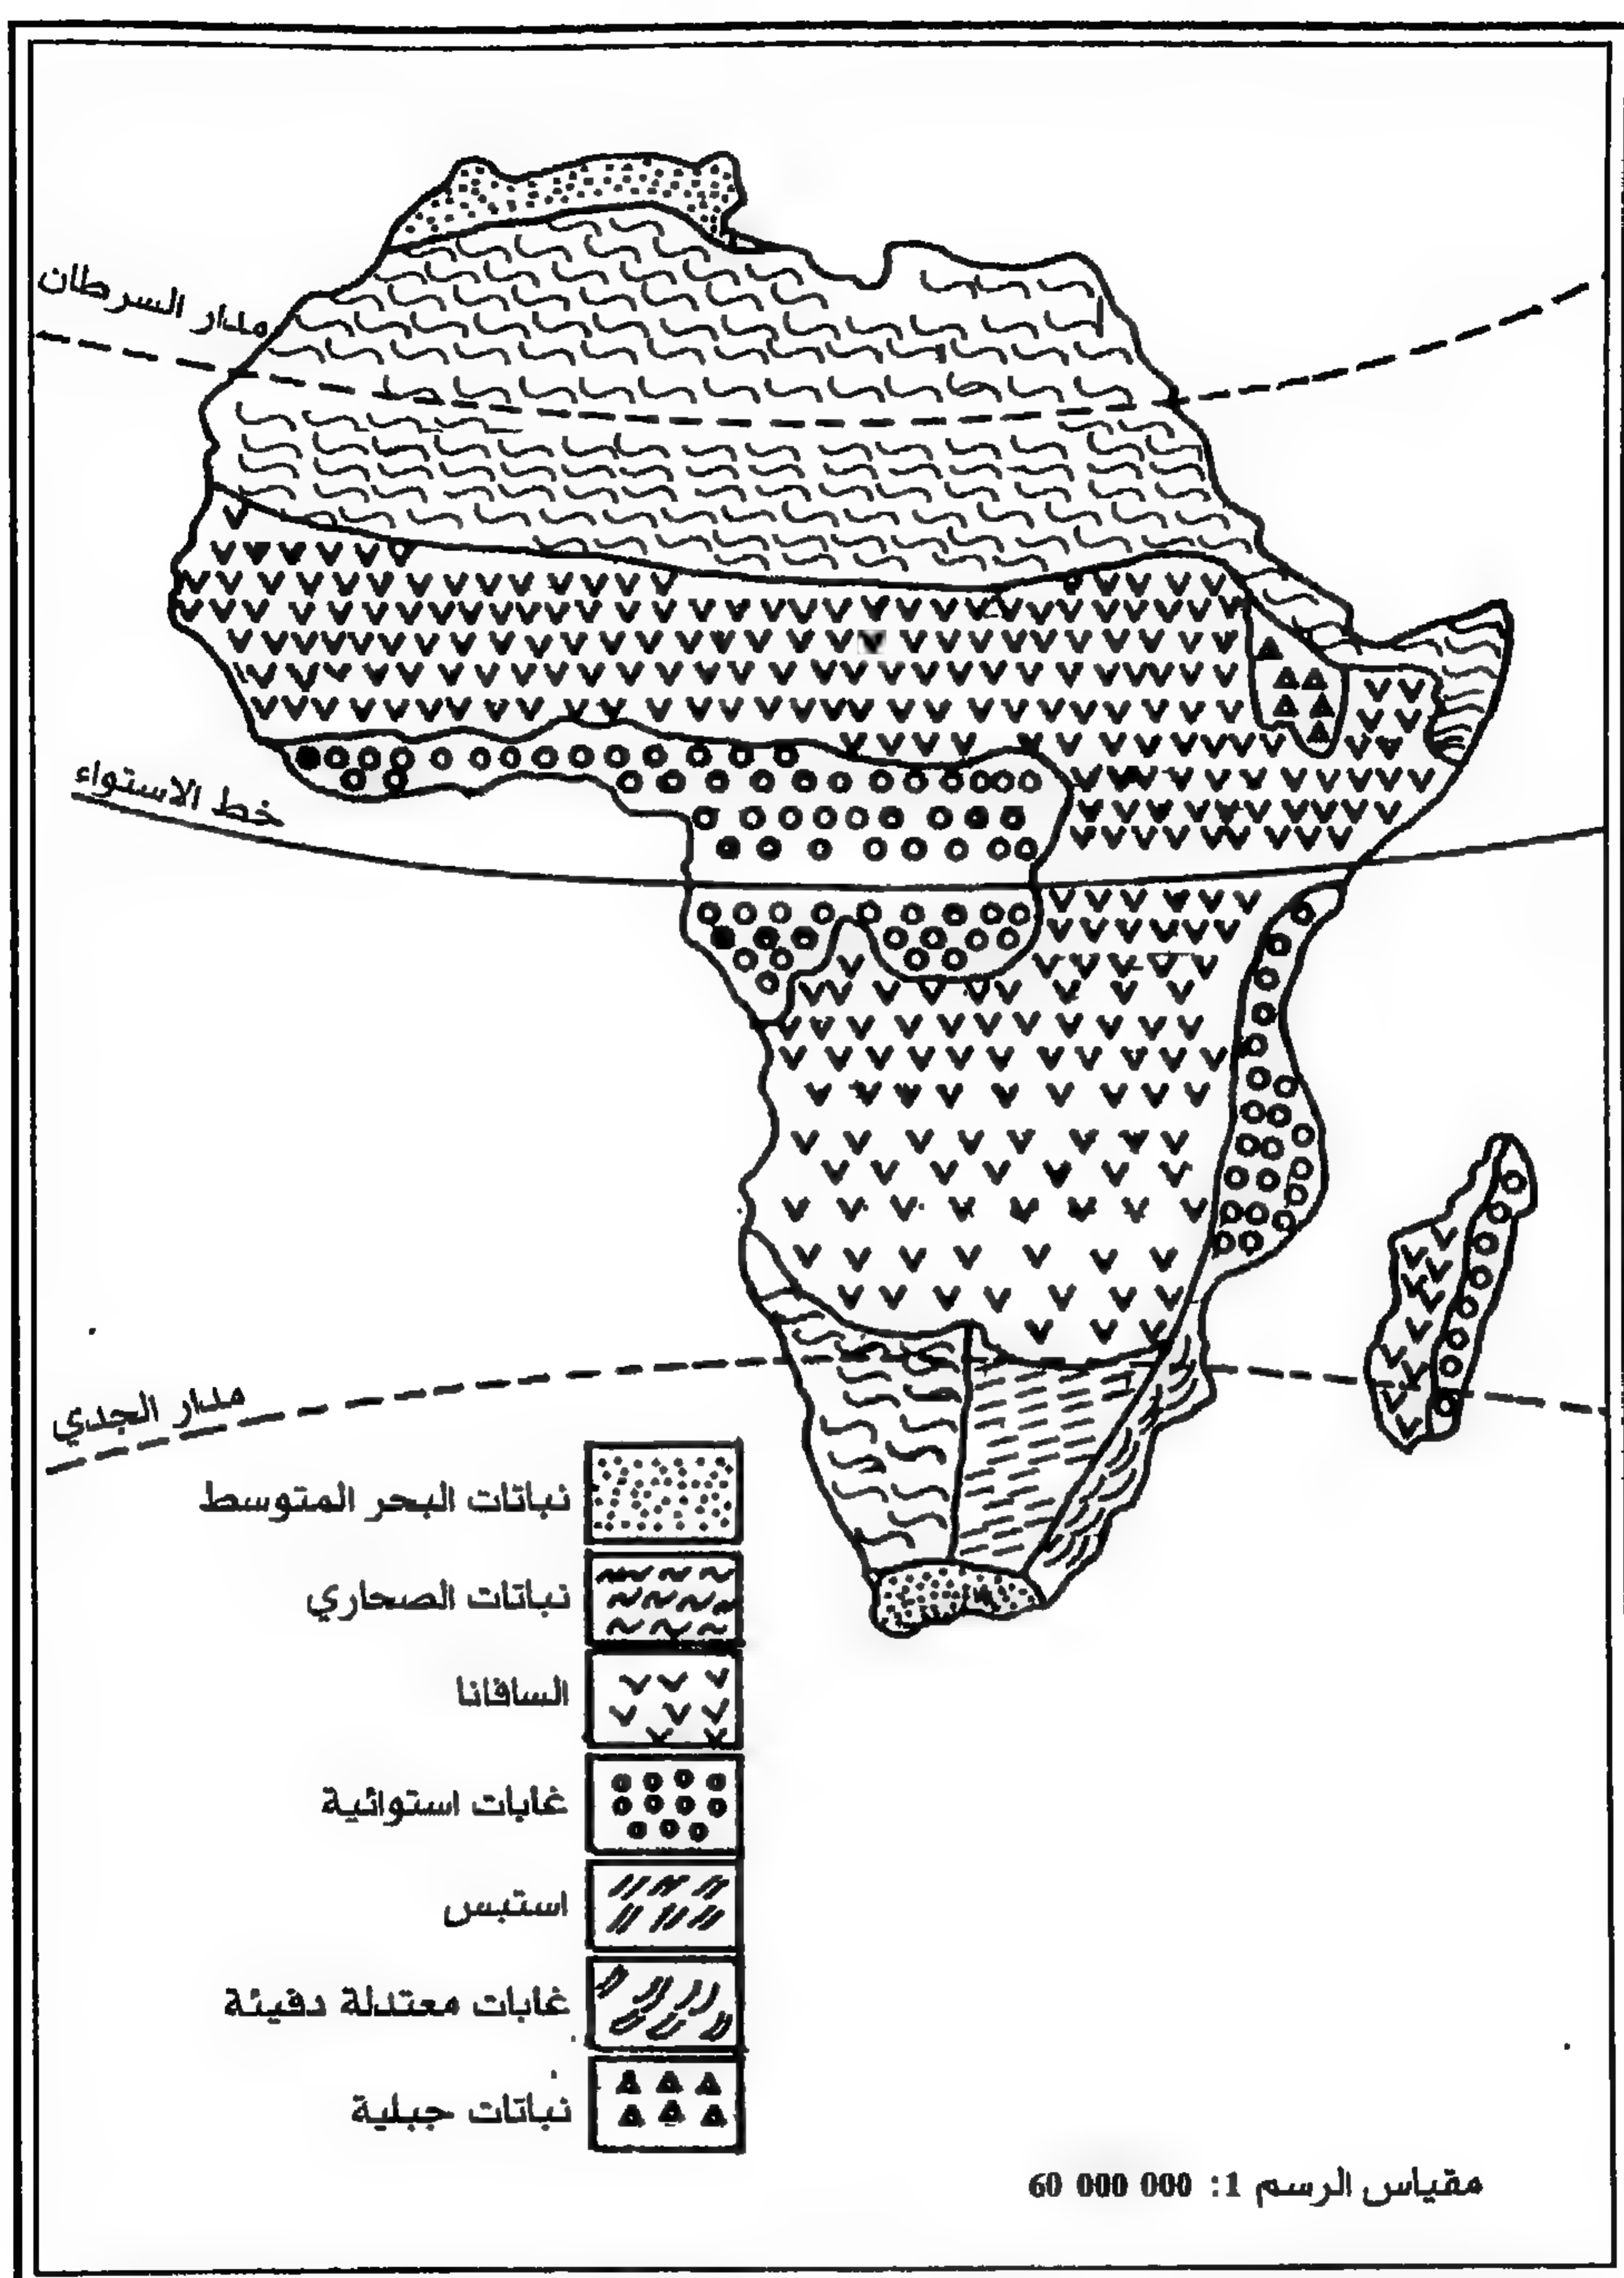 مدار السرطان
خط الاستواء
مدار الجدي
نباتات البحر المتوسط
نباتات الصحاري
السافانا
غابات استوائية
استبس
غابات معتدلة دفيئة
نباتات جبلية
مقياس الرسم 1: 000 000 60